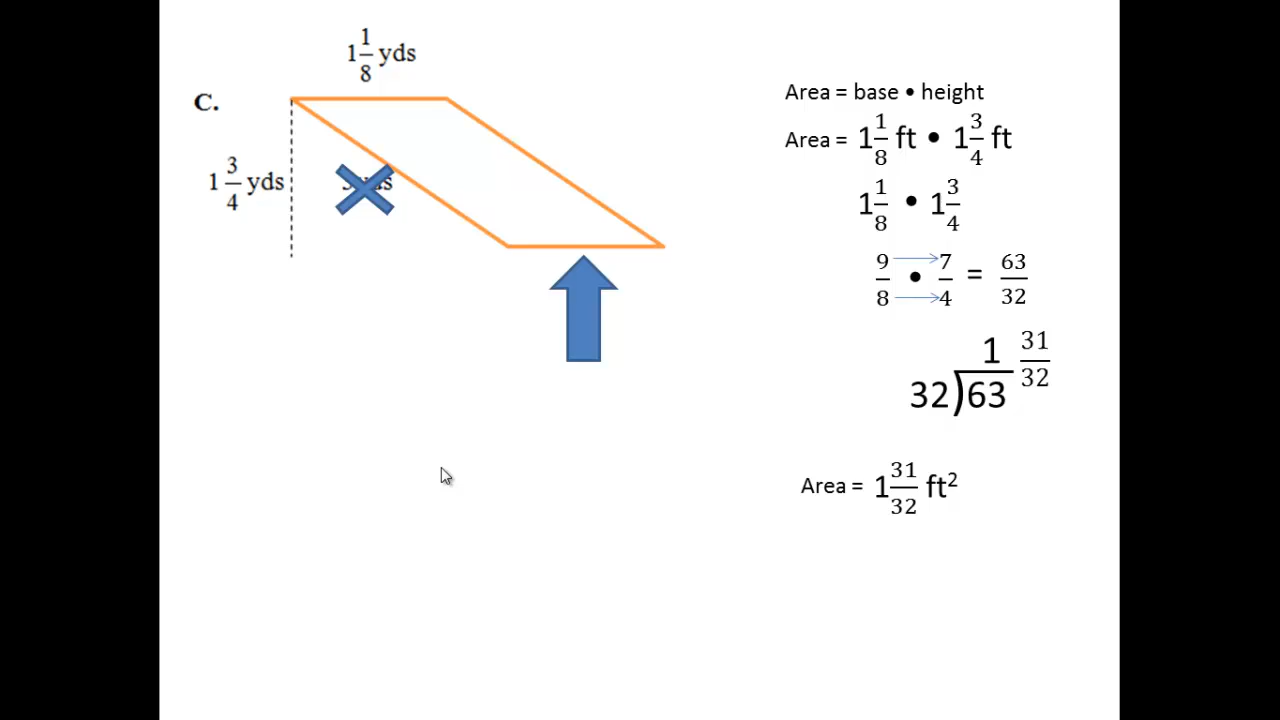 1 1/8 yds
C.
1 3/4 yds
Area = base • height
Area = 1 1/8 ft • 1 3/4 ft
1 1/8 • 1 3/4
9/8 • 7/4 = 63/32
1 31/32
32)63
Area = 1 31/32 ft²